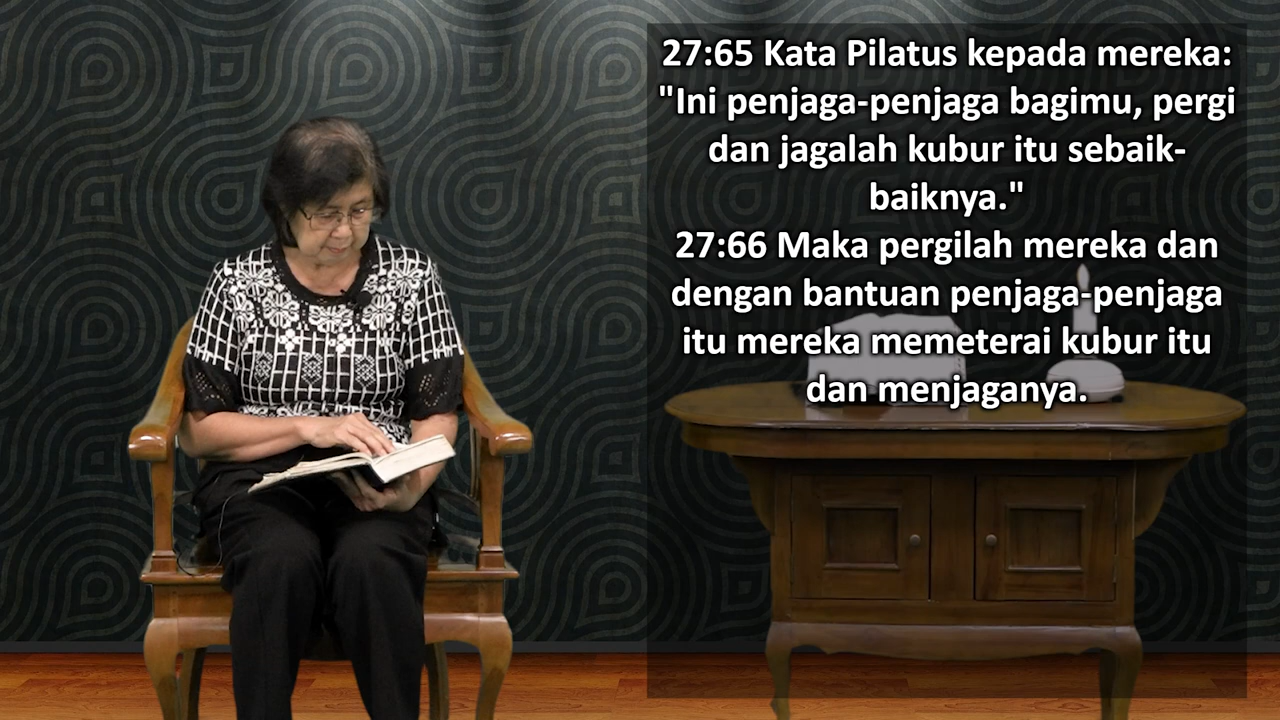 27:65 Kata Pilatus kepada mereka:
"Ini penjaga-penjaga bagimu, pergi
dan jagalah kubur itu sebaik-
baiknya."
27:66 Maka pergilah mereka dan
dengan bantuan penjaga-penjaga
itu mereka memeterai kubur itu
dan menjaganya.